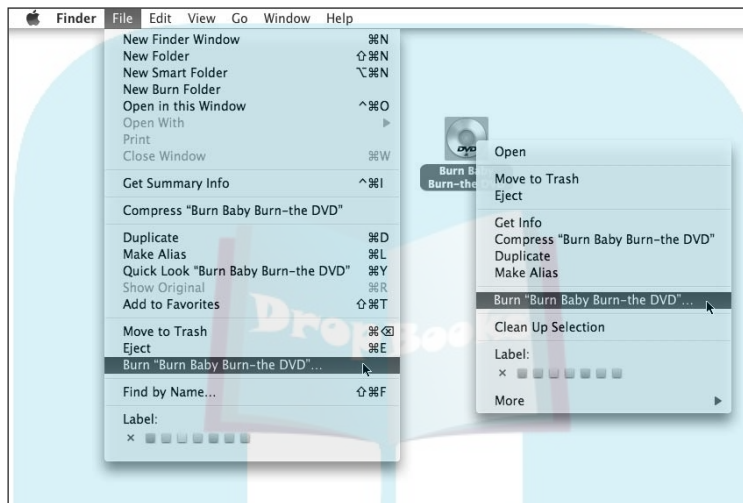 Finder File Edit View Go Window Help
New Finder Window ⌘N
New Folder ⇧⌘N
New Smart Folder ⌥⌘N
New Burn Folder
Open in this Window ^⌘O
Open With ▶
Print
Close Window ⌘W
Get Summary Info ^⌘I
Compress “Burn Baby Burn–the DVD”
Duplicate ⌘D
Make Alias ⌘L
Quick Look “Burn Baby Burn–the DVD” ⌘Y
Show Original ⌘R
Add to Favorites ⇧⌘T
Move to Trash ⌘⌫
Eject ⌘E
Burn “Burn Baby Burn–the DVD”...
Find by Name... ⇧⌘F
Label:
×
DVD
Burn
Burn–the
Open
Move to Trash
Eject
Get Info
Compress “Burn Baby Burn–the DVD”
Duplicate
Make Alias
Burn “Burn Baby Burn–the DVD”...
Clean Up Selection
Label:
×
More ▶
DropBooks